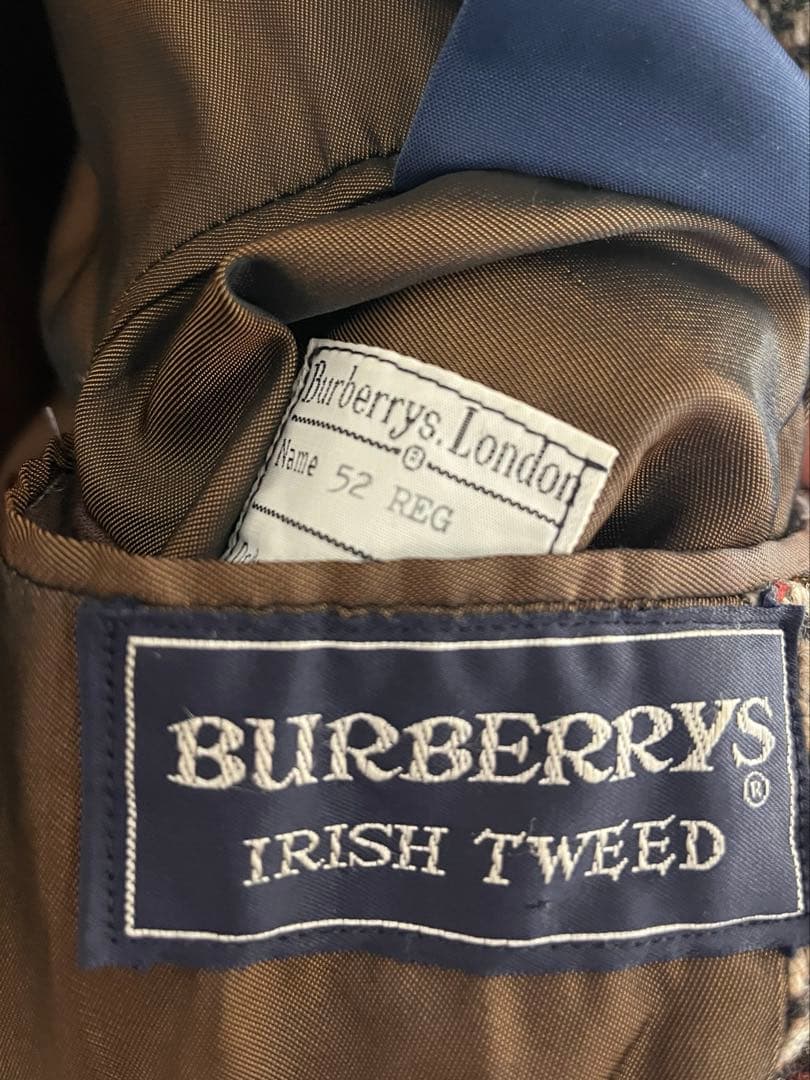 Burberrys. London
®
Name 52 REG
BURBERRYS
®
IRISH TWEED